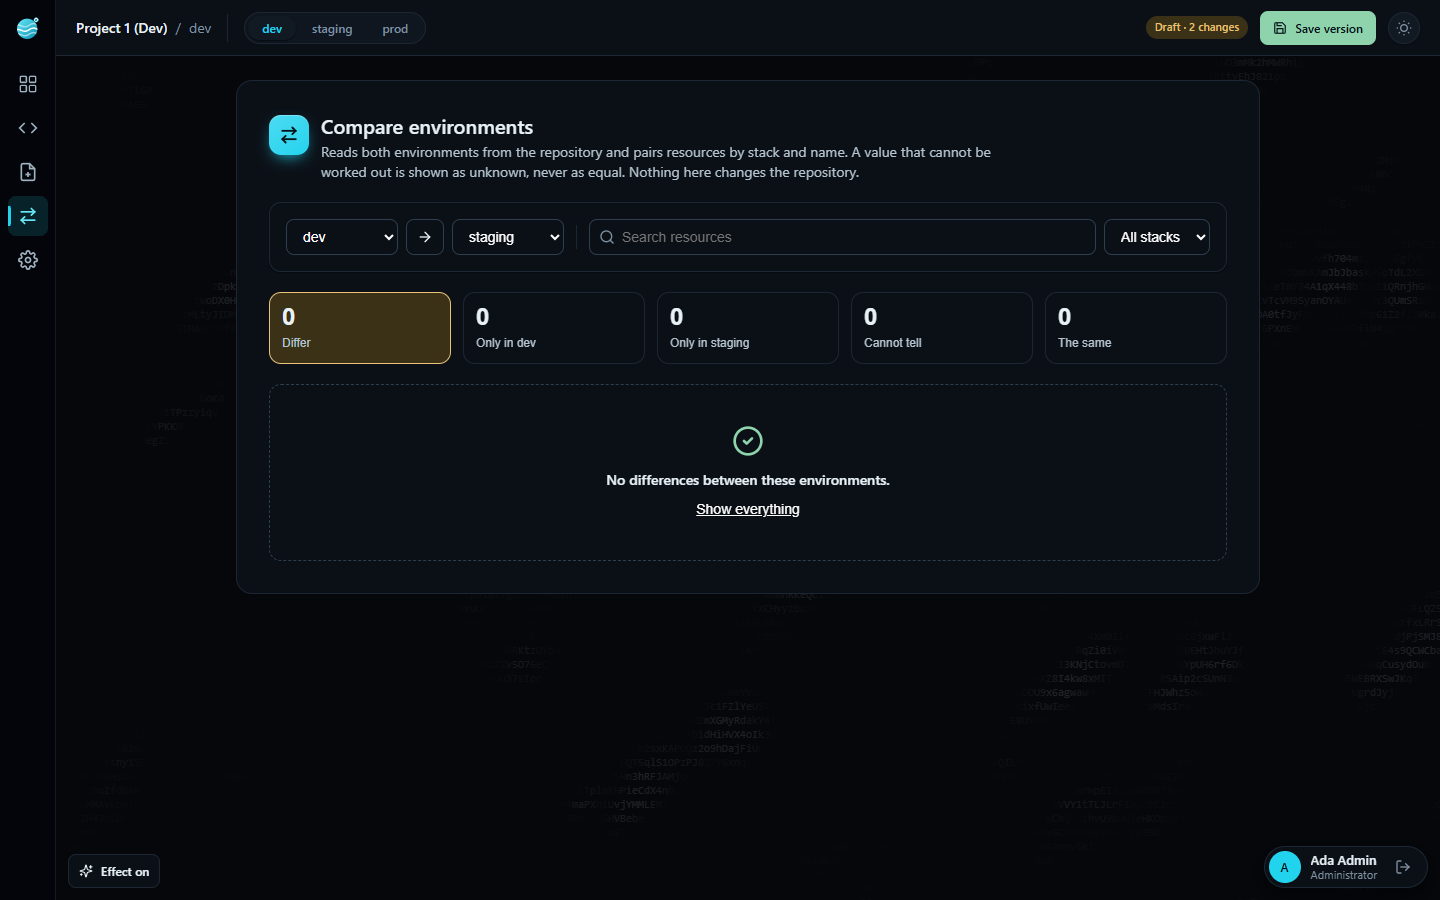 Project 1 (Dev) / dev
dev staging prod
Draft · 2 changes
Save version
Compare environments
Reads both environments from the repository and pairs resources by stack and name. A value that cannot be
worked out is shown as unknown, never as equal. Nothing here changes the repository.
dev
staging
Search resources
All stacks
0
Differ
0
Only in dev
0
Only in staging
0
Cannot tell
0
The same
No differences between these environments.
Show everything
Effect on
A
Ada Admin
Administrator